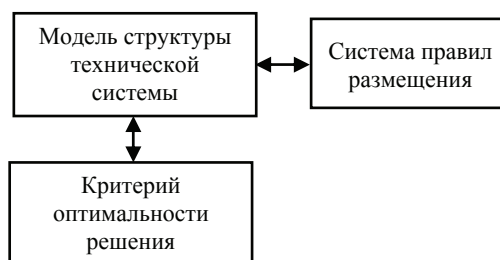 Модель структуры
технической
системы
Система правил
размещения
Критерий
оптимальности
решения